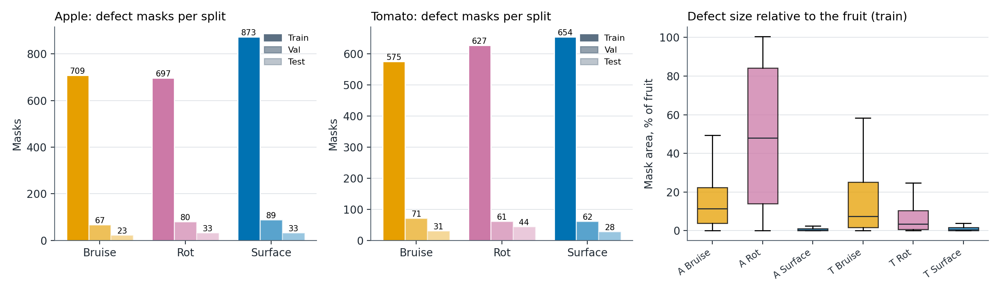 Apple: defect masks per split
Masks
800
600
400
200
0
709
67
23
697
80
33
873
89
33
Train
Val
Test
Bruise
Rot
Surface
Tomato: defect masks per split
Masks
600
500
400
300
200
100
0
575
71
31
627
61
44
654
62
28
Train
Val
Test
Bruise
Rot
Surface
Defect size relative to the fruit (train)
Mask area, % of fruit
100
80
60
40
20
0
A Bruise
A Rot
A Surface
T Bruise
T Rot
T Surface